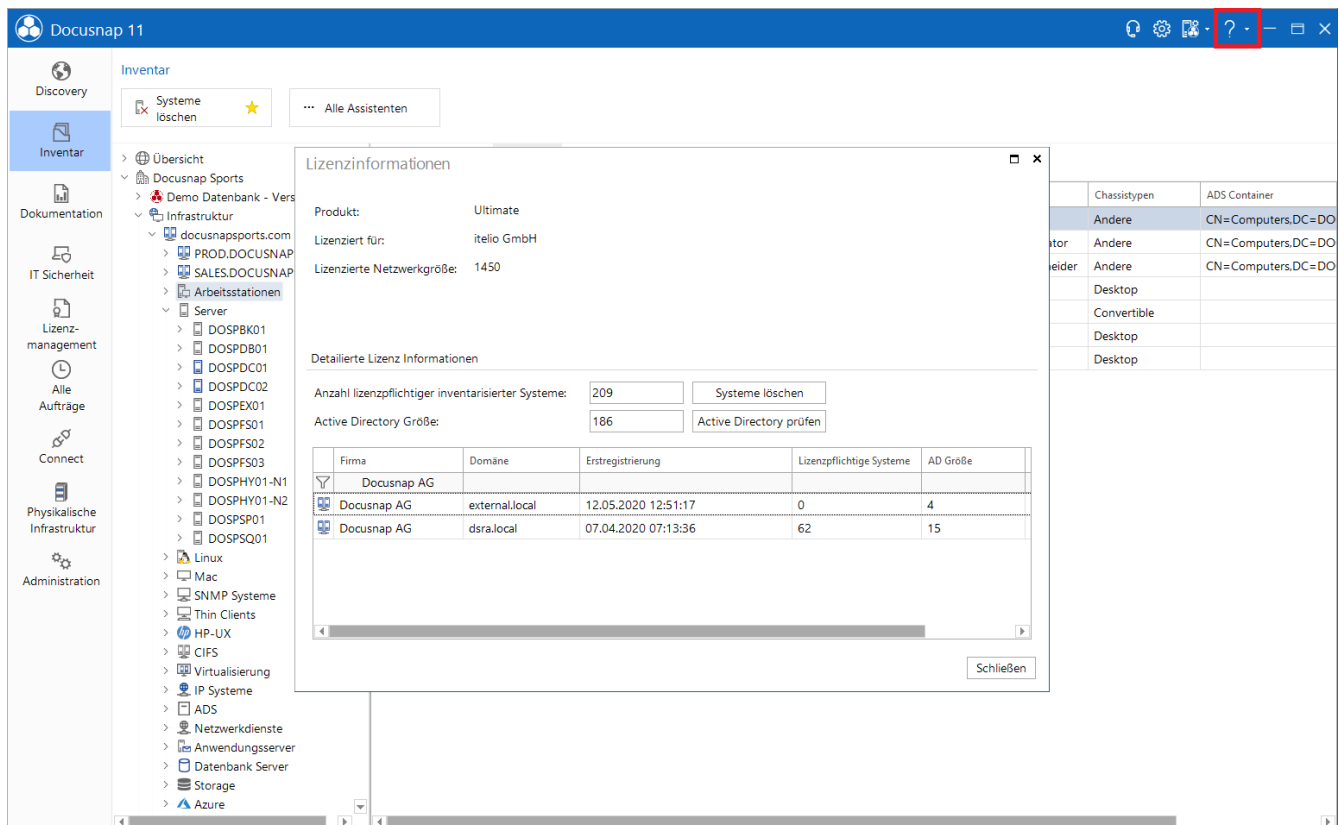 Docusnap 11
?
Discovery
Inventar
Dokumentation
IT Sicherheit
Lizenz-
management
Alle
Aufträge
Connect
Physikalische
Infrastruktur
Administration
Inventar
Systeme
löschen
Alle Assistenten
Übersicht
Docusnap Sports
Demo Datenbank - Vers
Infrastruktur
docusnapsports.com
PROD.DOCUSNAP
SALES.DOCUSNAP
Arbeitsstationen
Server
DOSPBK01
DOSPDB01
DOSPDC01
DOSPDC02
DOSPEX01
DOSPFS01
DOSPFS02
DOSPFS03
DOSPHY01-N1
DOSPHY01-N2
DOSPSP01
DOSPSQ01
Linux
Mac
SNMP Systeme
Thin Clients
HP-UX
CIFS
Virtualisierung
IP Systeme
ADS
Netzwerkdienste
Anwendungsserver
Datenbank Server
Storage
Azure
Lizenzinformationen
Produkt: Ultimate
Lizenziert für: itelio GmbH
Lizenzierte Netzwerkgröße: 1450
Detailierte Lizenz Informationen
Anzahl lizenzpflichtiger inventarisierter Systeme: 209 Systeme löschen
Active Directory Größe: 186 Active Directory prüfen
Firma Domäne Erstregistrierung Lizenzpflichtige Systeme AD Größe
Docusnap AG
Docusnap AG external.local 12.05.2020 12:51:17 0 4
Docusnap AG dsra.local 07.04.2020 07:13:36 62 15
Schließen
Chassistypen ADS Container
Andere CN=Computers,DC=DO
ator Andere CN=Computers,DC=DO
neider Andere CN=Computers,DC=DO
Desktop
Convertible
Desktop
Desktop